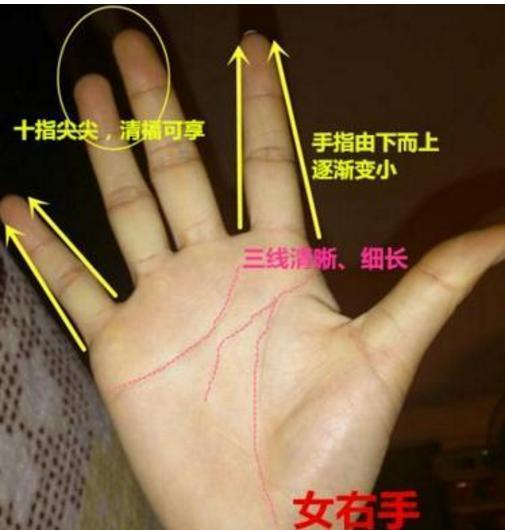 十指尖尖，清福可享
手指由下而上
逐渐变小
三线清晰、细长
女右手